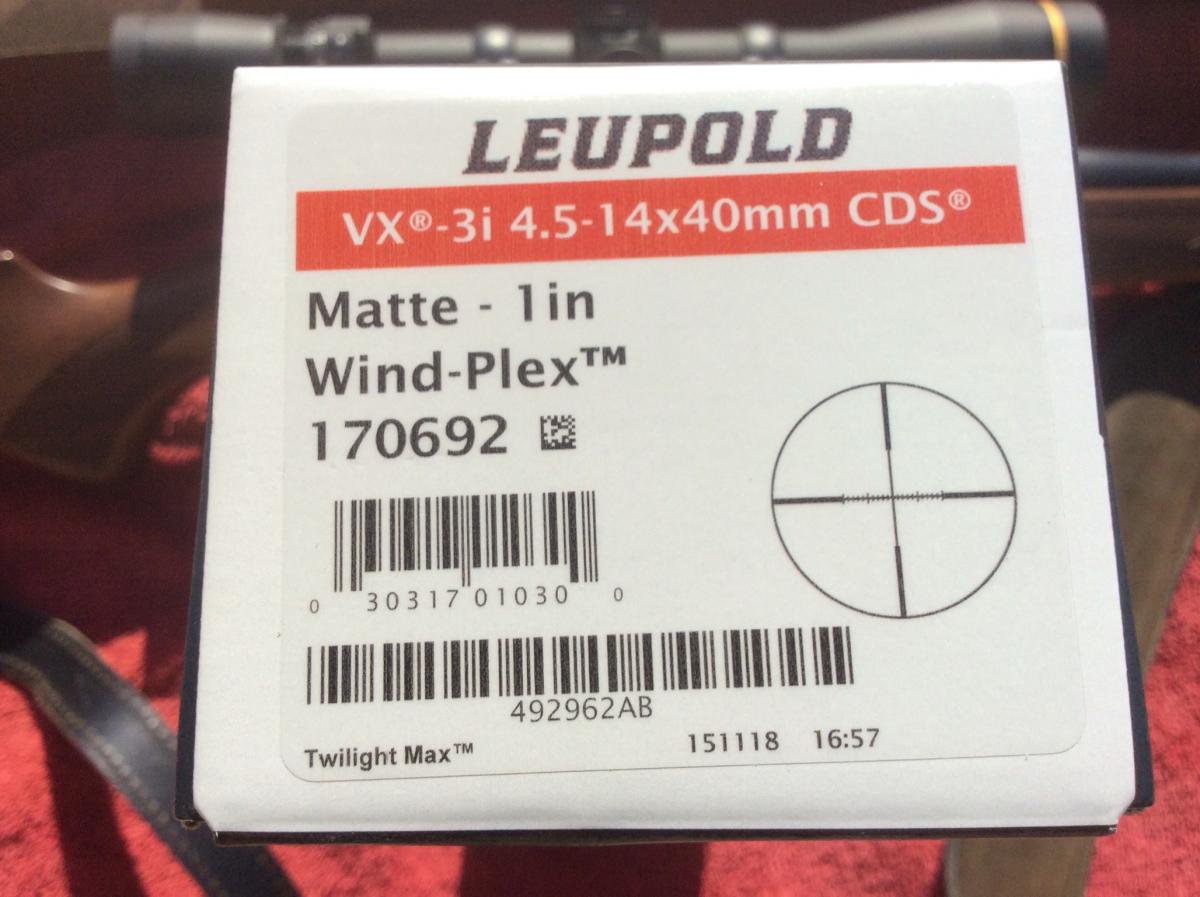 LEUPOLD
VX®-3i 4.5-14x40mm CDS®
Matte - 1in
Wind-Plex™
170692
0 30317 01030 0
492962AB
Twilight Max™ 151118 16:57